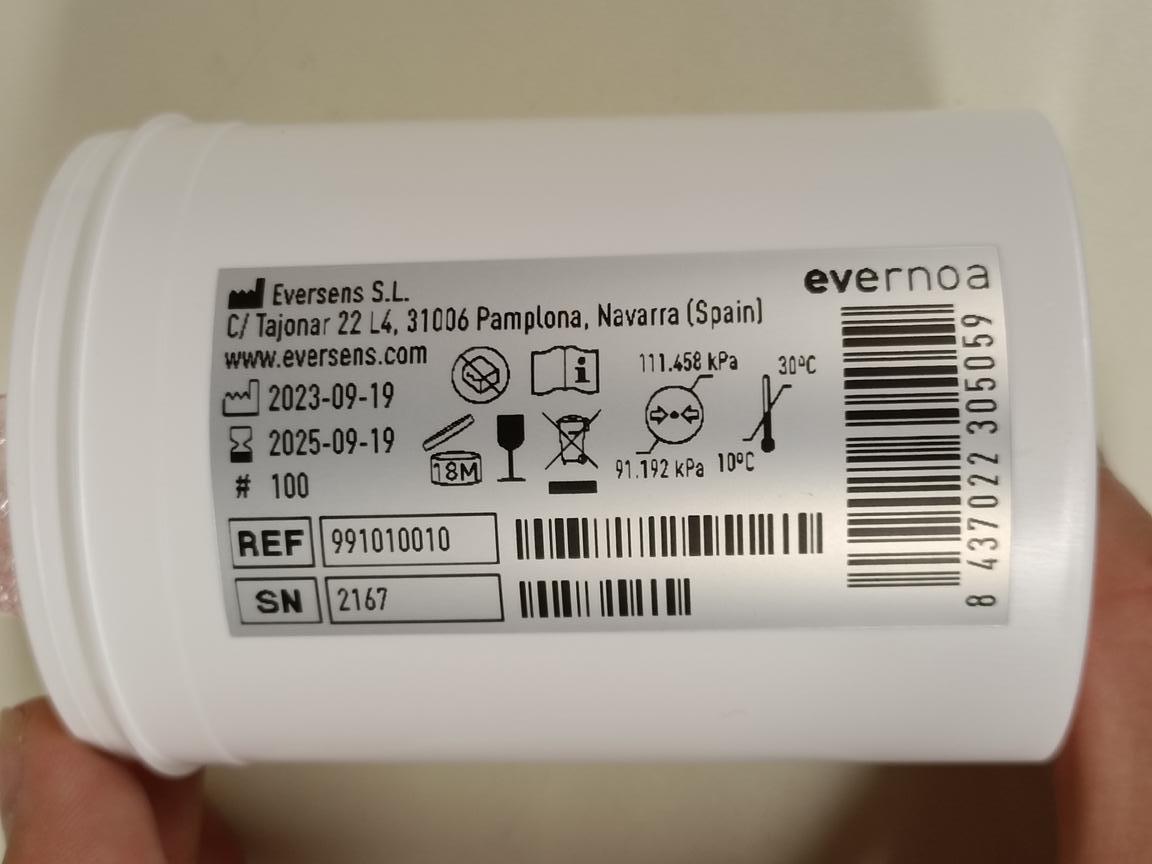 Eversens S.L.
C/ Tajonar 22 L4, 31006 Pamplona, Navarra (Spain)
www.eversens.com
2023-09-19
2025-09-19
# 100
18M
111.458 kPa
91.192 kPa
30ºC
10ºC
REF 991010010
SN 2167
evernoa
8 437022 305059